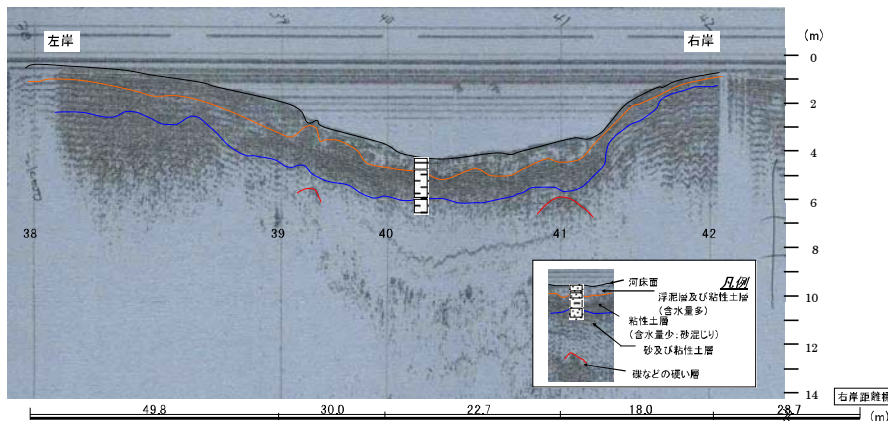 39
40
41
42
(m)
左岸
右岸
0
2
4
6
8
10
12
14
38
39
40
41
42
凡例
河床面
浮泥層及び粘性土層
(含水量多)
粘性土層
(含水量少:砂混じり)
砂及び粘性土層
礫などの硬い層
右岸距離標
49.8
30.0
22.7
18.0
28.7
(m)